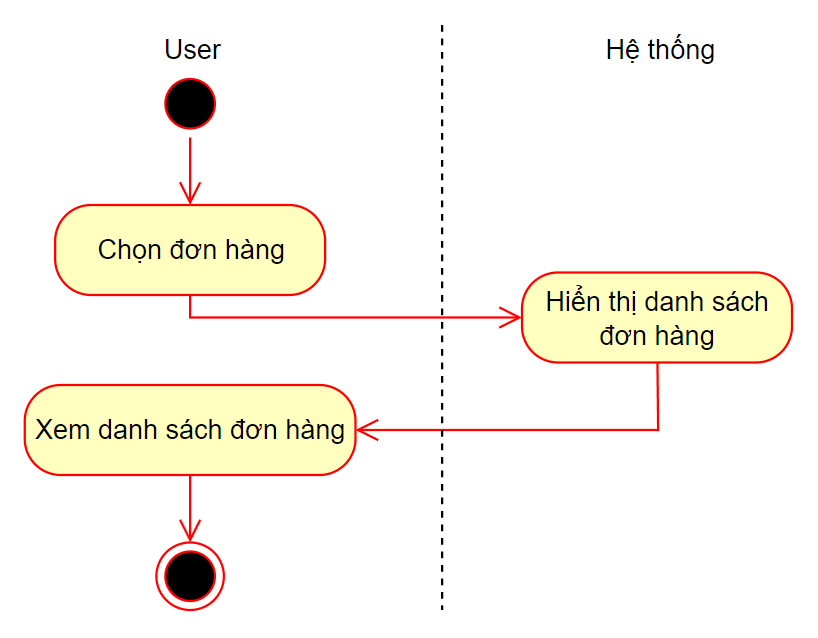 User
Hệ thống
Chọn đơn hàng
Hiển thị danh sách
đơn hàng
Xem danh sách đơn hàng